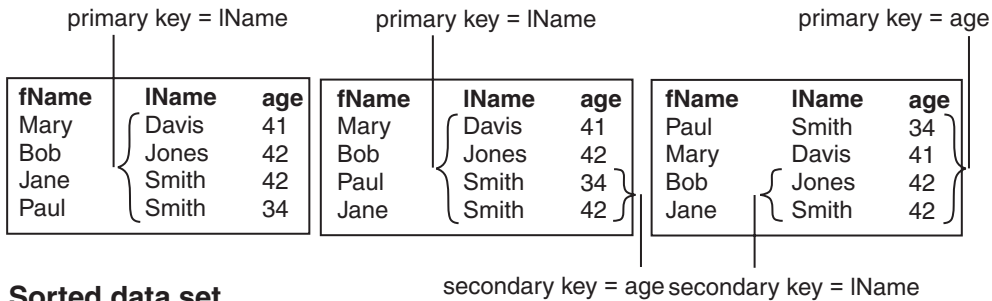 primary key = lName
primary key = lName
primary key = age
fName lName age
Mary Davis 41
Bob Jones 42
Jane Smith 42
Paul Smith 34
fName lName age
Mary Davis 41
Bob Jones 42
Paul Smith 34
Jane Smith 42
fName lName age
Paul Smith 34
Mary Davis 41
Bob Jones 42
Jane Smith 42
secondary key = age
secondary key = lName
Sorted data set